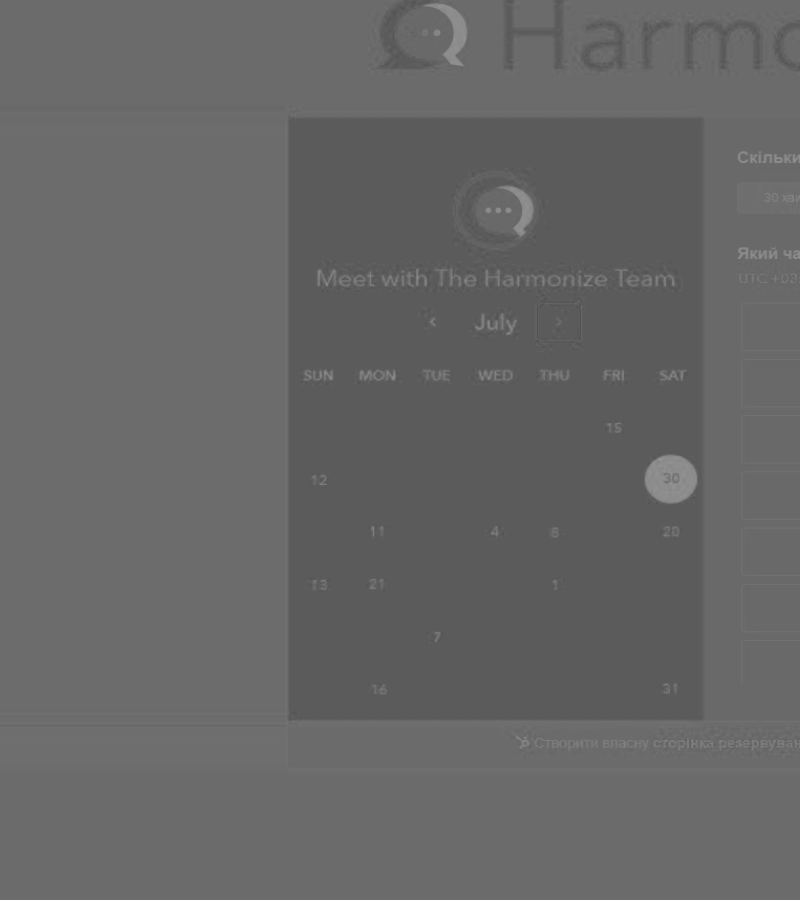 Harmo
Meet with The Harmonize Team
July
SUN MON TUE WED THU FRI SAT
15
12 30
11 4 8 20
13 21 1
7
16 31
Скільки
30 хви
Який ча
UTC +03
Створити власну сторінка резервуван